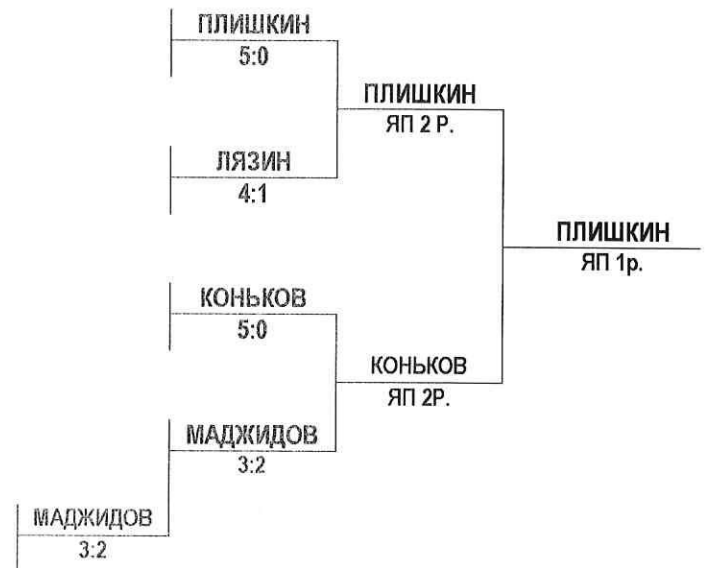 ПЛИШКИН
5:0
ПЛИШКИН
ЯП 2 Р.
ЛЯЗИН
4:1
ПЛИШКИН
ЯП 1р.
КОНЬКОВ
5:0
КОНЬКОВ
ЯП 2Р.
МАДЖИДОВ
3:2
МАДЖИДОВ
3:2